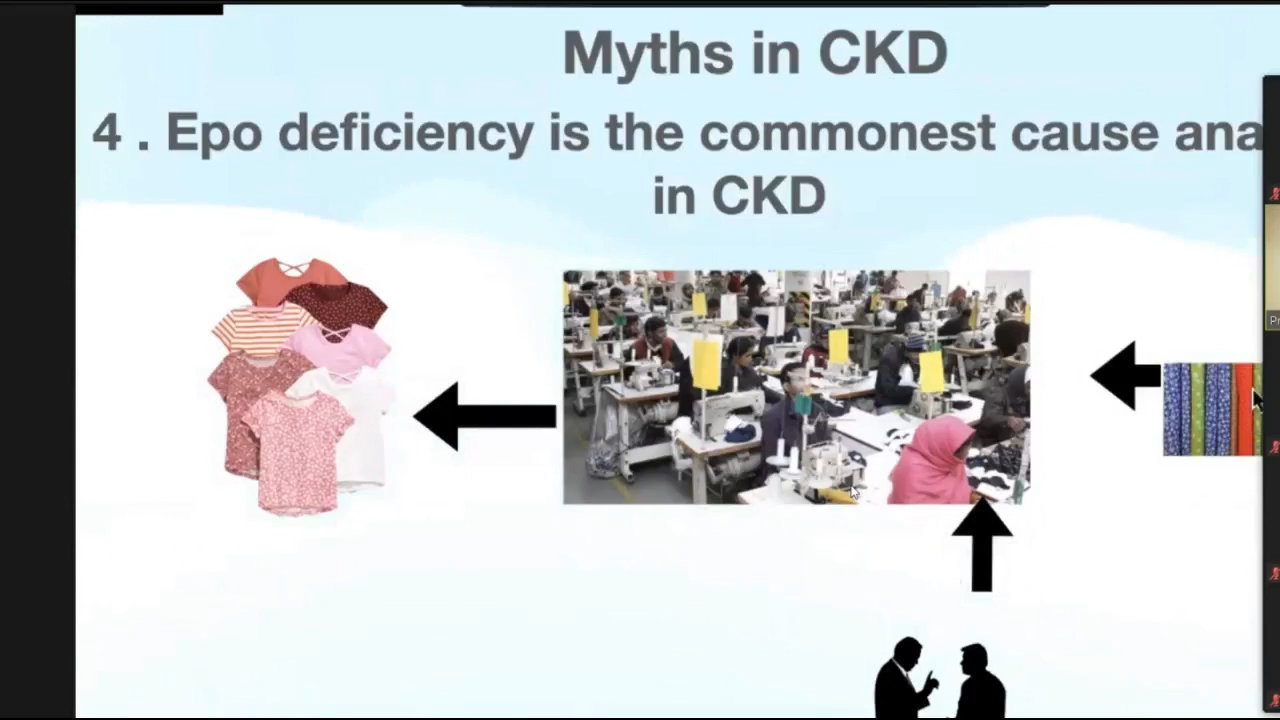 Myths in CKD
4 . Epo deficiency is the commonest cause ana
in CKD